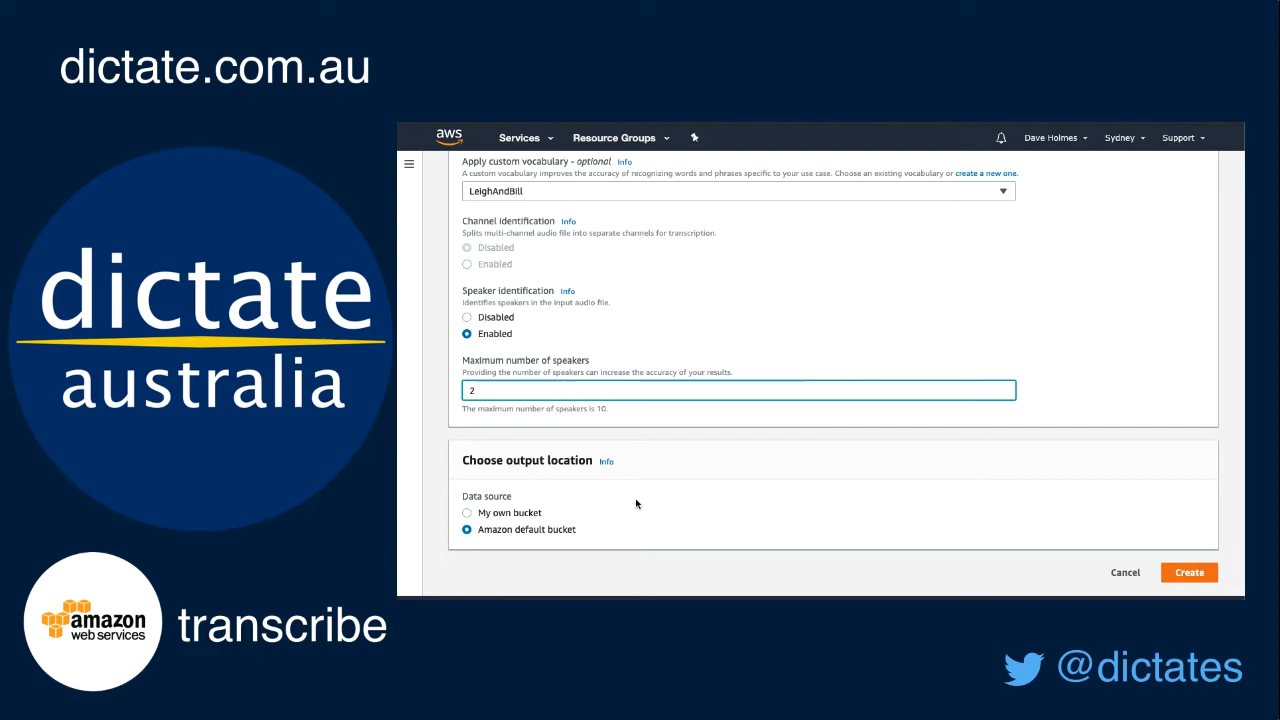 dictate.com.au
dictate
australia
amazon
web services
transcribe
aws
Services
Resource Groups
Dave Holmes
Sydney
Support
Apply custom vocabulary - optional Info
A custom vocabulary improves the accuracy of recognizing words and phrases specific to your use case. Choose an existing vocabulary or create a new one.
LeighAndBill
Channel identification Info
Splits multi-channel audio file into separate channels for transcription.
Disabled
Enabled
Speaker identification Info
Identifies speakers in the input audio file.
Disabled
Enabled
Maximum number of speakers
Providing the number of speakers can increase the accuracy of your results.
2
The maximum number of speakers is 10.
Choose output location Info
Data source
My own bucket
Amazon default bucket
Cancel
Create
@dictates